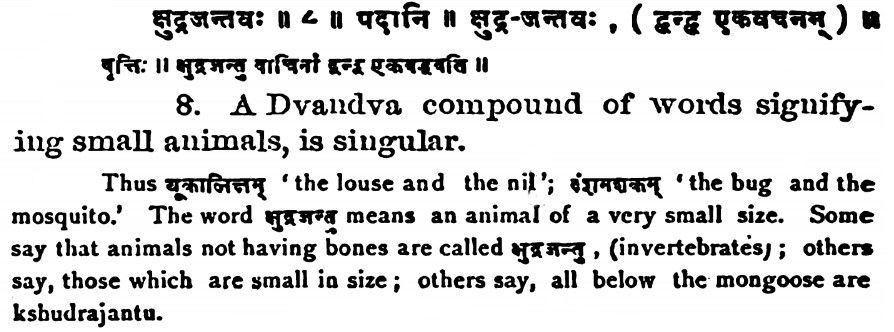 क्षुद्रजन्तवः ॥ ८ ॥ पदानि ॥ क्षुद्र-जन्तवः , ( द्वन्द्व एकवचनम् ) ॥
वृत्तिः ॥ क्षुद्रजन्तु वाचिनां द्वन्द्व एकवद्भवति ॥
8. A Dvandva compound of words signify-
ing small animals, is singular.
Thus यूकालिक्षम् 'the louse and the nil'; दंशमशकम् 'the bug and the
mosquito.' The word क्षुद्रजन्तु means an animal of a very small size. Some
say that animals not having bones are called क्षुद्रजन्तु , (invertebrates) ; others
say, those which are small in size ; others say, all below the mongoose are
kshudrajantu.